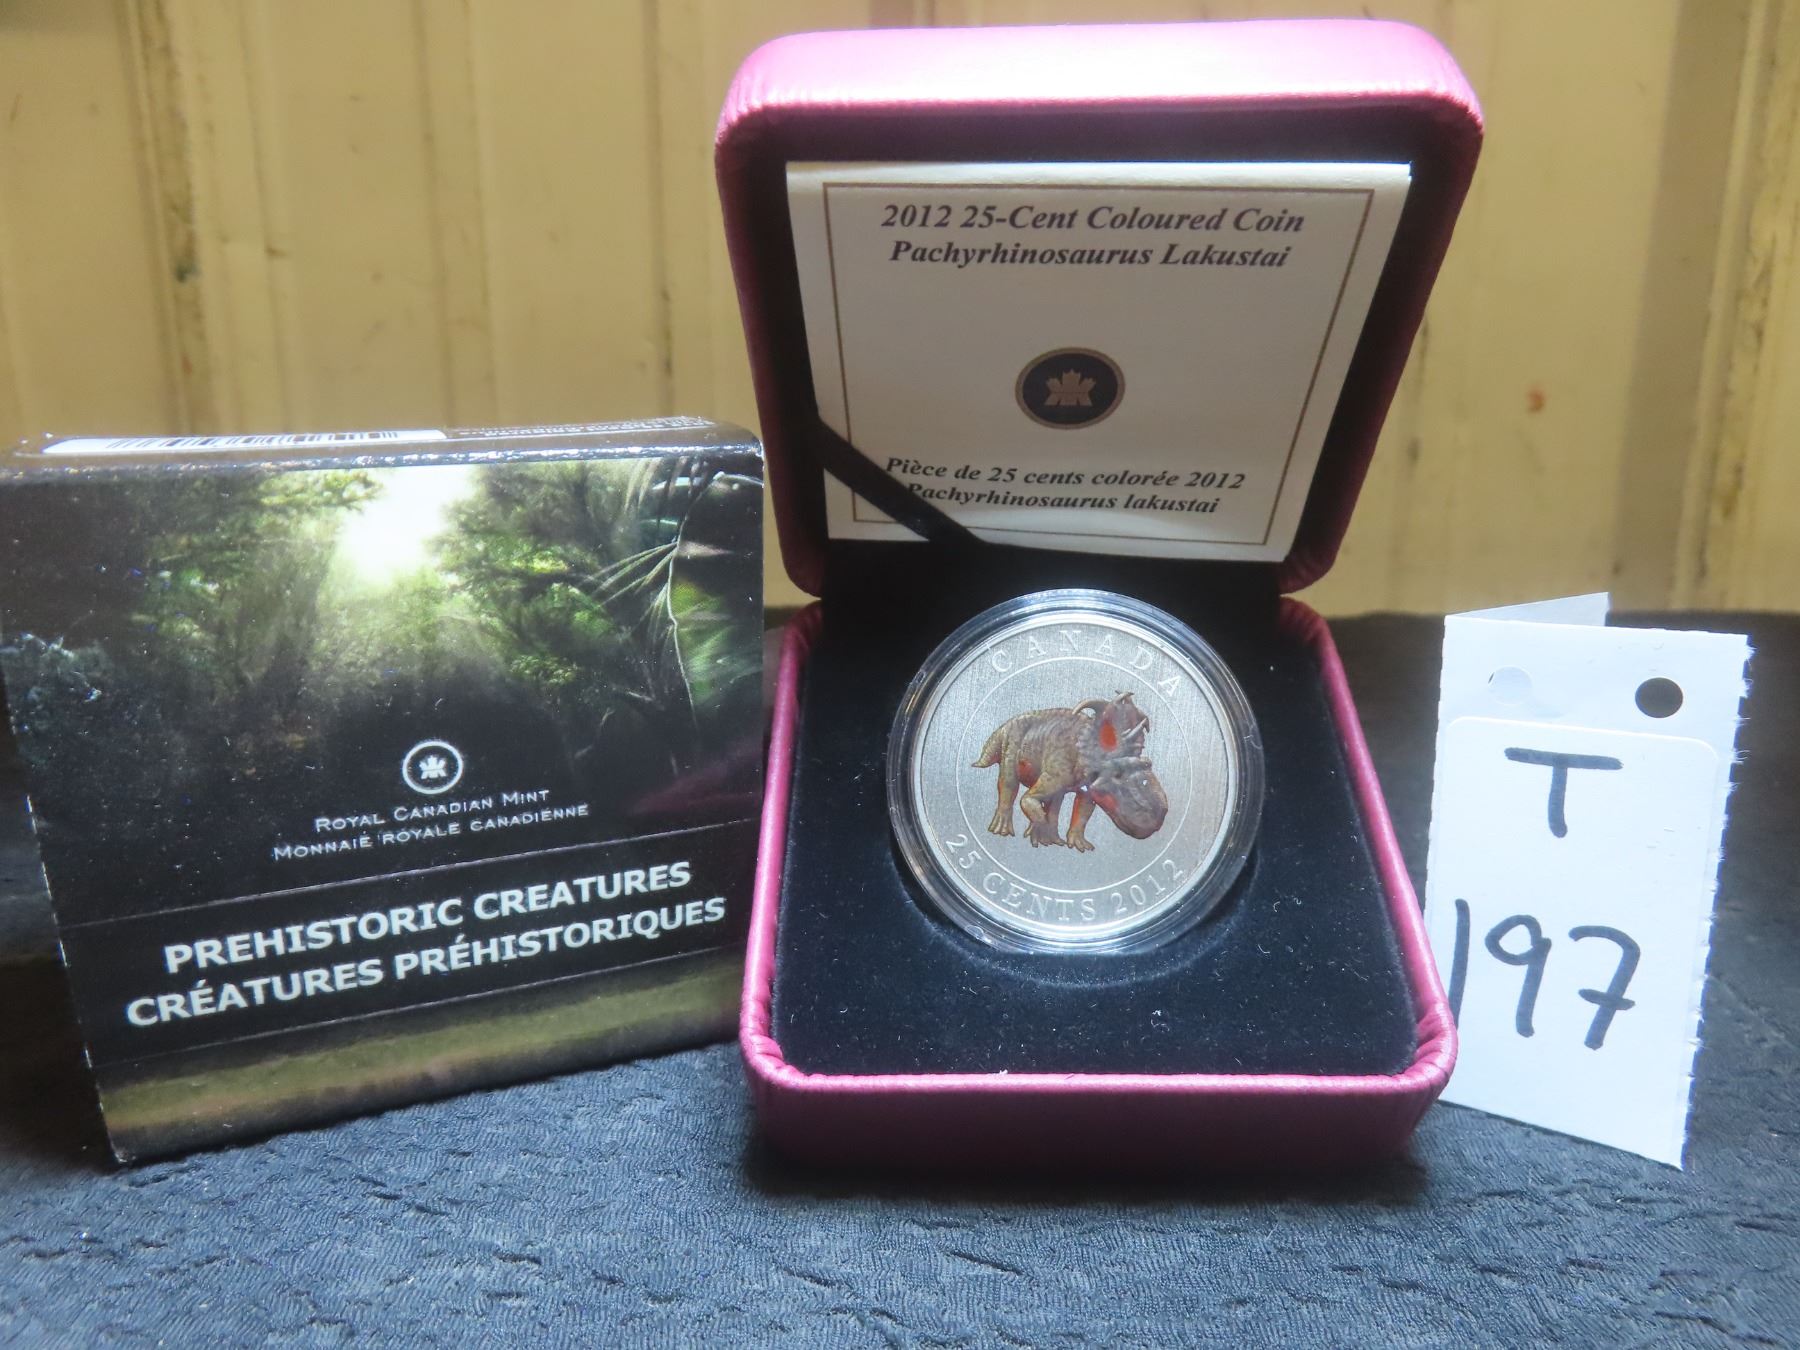 2012 25-Cent Coloured Coin
Pachyrhinosaurus Lakustai
Pièce de 25 cents colorée 2012
Pachyrhinosaurus lakustai
ROYAL CANADIAN MINT
MONNAIE ROYALE CANADIENNE
PREHISTORIC CREATURES
CRÉATURES PRÉHISTORIQUES
CANADA
25 CENTS 2012
T
197